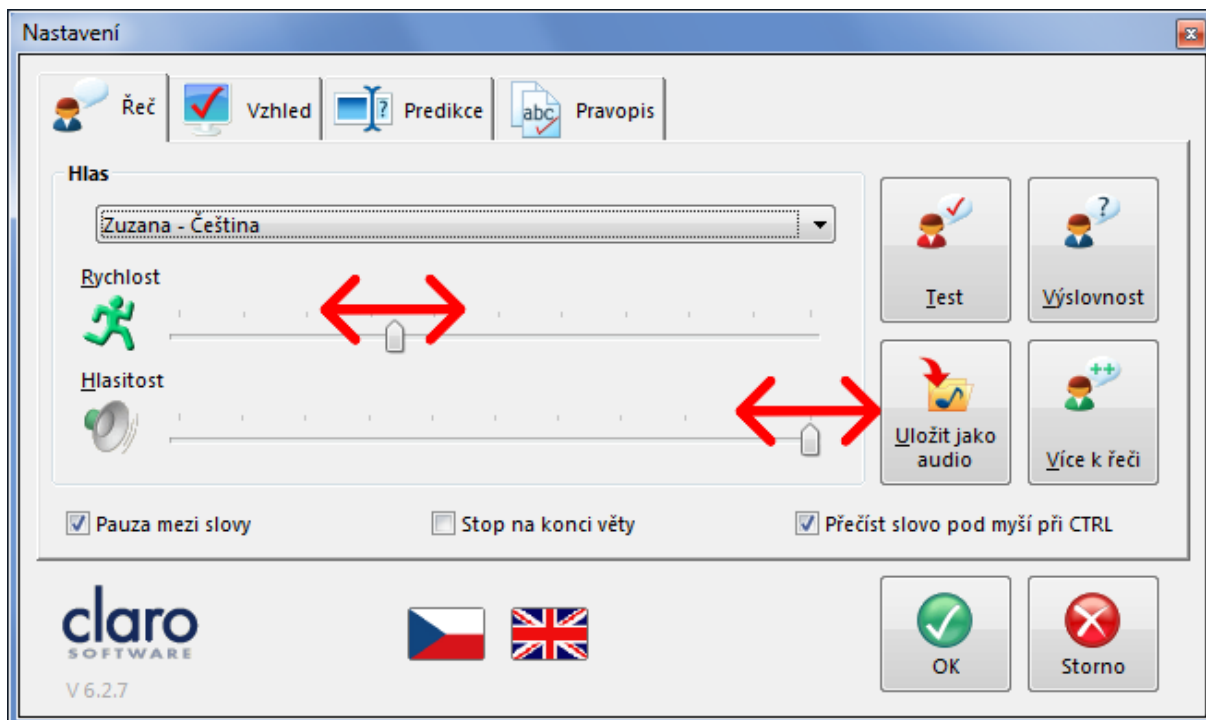 Nastavení
Řeč
Vzhled
Predikce
abc
Pravopis
Hlas
Zuzana - Čeština
Rychlost
Hlasitost
Test
Výslovnost
Uložit jako
audio
Více k řeči
Pauza mezi slovy
Stop na konci věty
Přečíst slovo pod myší při CTRL
claro
SOFTWARE
V 6.2.7
OK
Storno